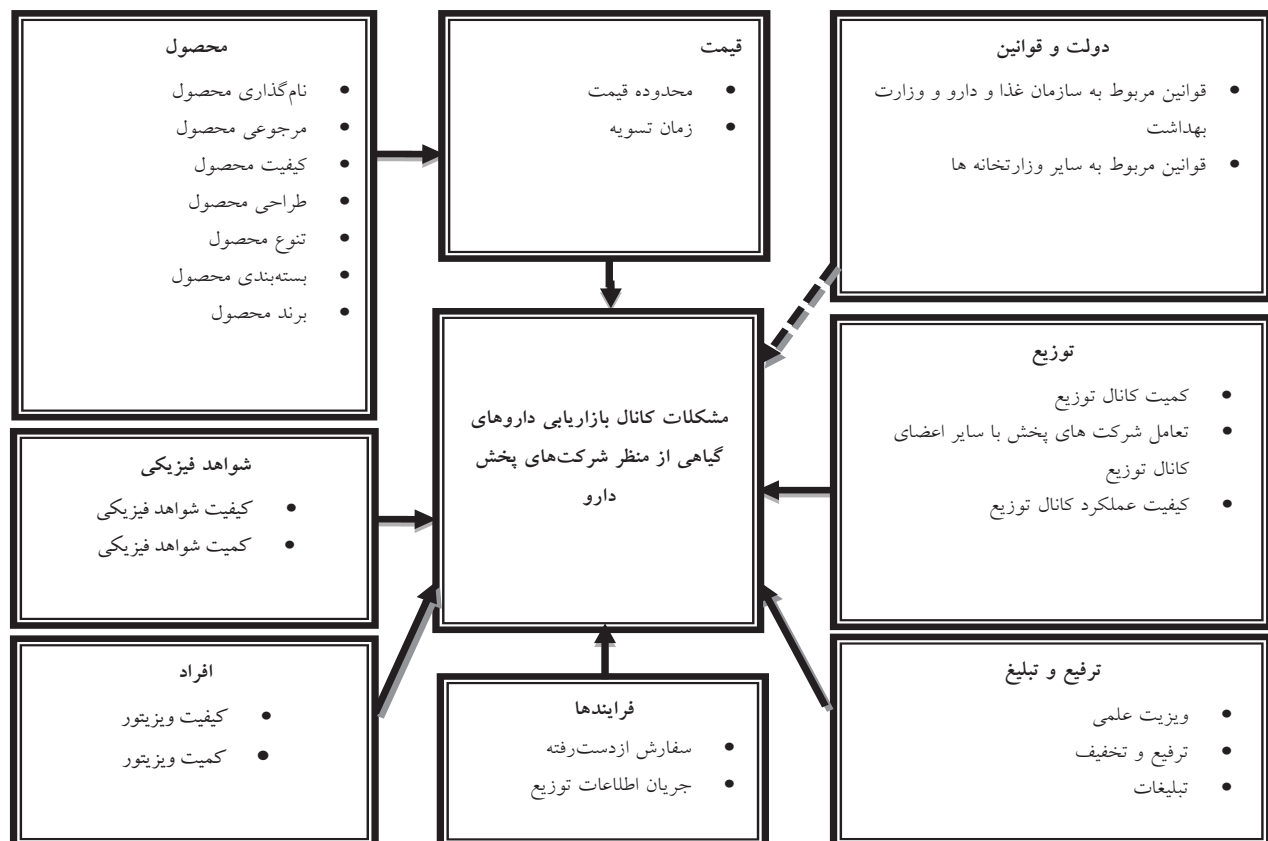 دولت و قوانین
• قوانین مربوط به سازمان غذا و دارو و وزارت
بهداشت
• قوانین مربوط به سایر وزارتخانه ها
قیمت
• محدوده قیمت
• زمان تسویه
محصول
• نام‌گذاری محصول
• مرجوعی محصول
• کیفیت محصول
• طراحی محصول
• تنوع محصول
• بسته‌بندی محصول
• برند محصول
توزیع
• کمیت کانال توزیع
• تعامل شرکت های پخش با سایر اعضای
کانال توزیع
• کیفیت عملکرد کانال توزیع
مشکلات کانال بازاریابی داروهای
گیاهی از منظر شرکت‌های پخش
دارو
شواهد فیزیکی
• کیفیت شواهد فیزیکی
• کمیت شواهد فیزیکی
ترفیع و تبلیغ
• ویزیت علمی
• ترفیع و تخفیف
• تبلیغات
فرایندها
• سفارش ازدست‌رفته
• جریان اطلاعات توزیع
افراد
• کیفیت ویزیتور
• کمیت ویزیتور